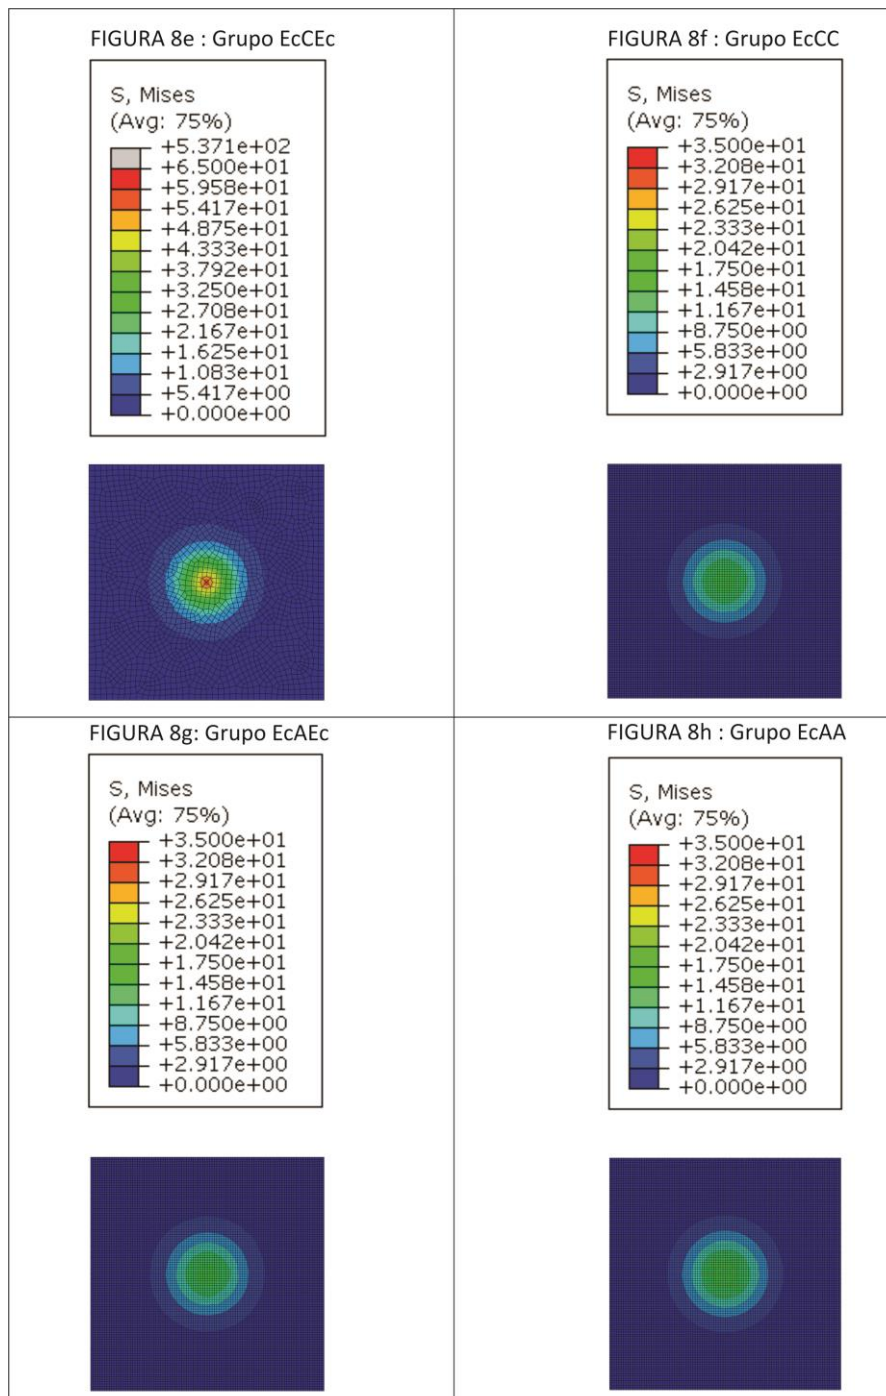 FIGURA 8e : Grupo EcCEc
S, Mises
(Avg: 75%)
+5.371e+02
+6.500e+01
+5.958e+01
+5.417e+01
+4.875e+01
+4.333e+01
+3.792e+01
+3.250e+01
+2.708e+01
+2.167e+01
+1.625e+01
+1.083e+01
+5.417e+00
+0.000e+00
FIGURA 8f : Grupo EcCC
S, Mises
(Avg: 75%)
+3.500e+01
+3.208e+01
+2.917e+01
+2.625e+01
+2.333e+01
+2.042e+01
+1.750e+01
+1.458e+01
+1.167e+01
+8.750e+00
+5.833e+00
+2.917e+00
+0.000e+00
FIGURA 8g: Grupo EcAEc
S, Mises
(Avg: 75%)
+3.500e+01
+3.208e+01
+2.917e+01
+2.625e+01
+2.333e+01
+2.042e+01
+1.750e+01
+1.458e+01
+1.167e+01
+8.750e+00
+5.833e+00
+2.917e+00
+0.000e+00
FIGURA 8h : Grupo EcAA
S, Mises
(Avg: 75%)
+3.500e+01
+3.208e+01
+2.917e+01
+2.625e+01
+2.333e+01
+2.042e+01
+1.750e+01
+1.458e+01
+1.167e+01
+8.750e+00
+5.833e+00
+2.917e+00
+0.000e+00